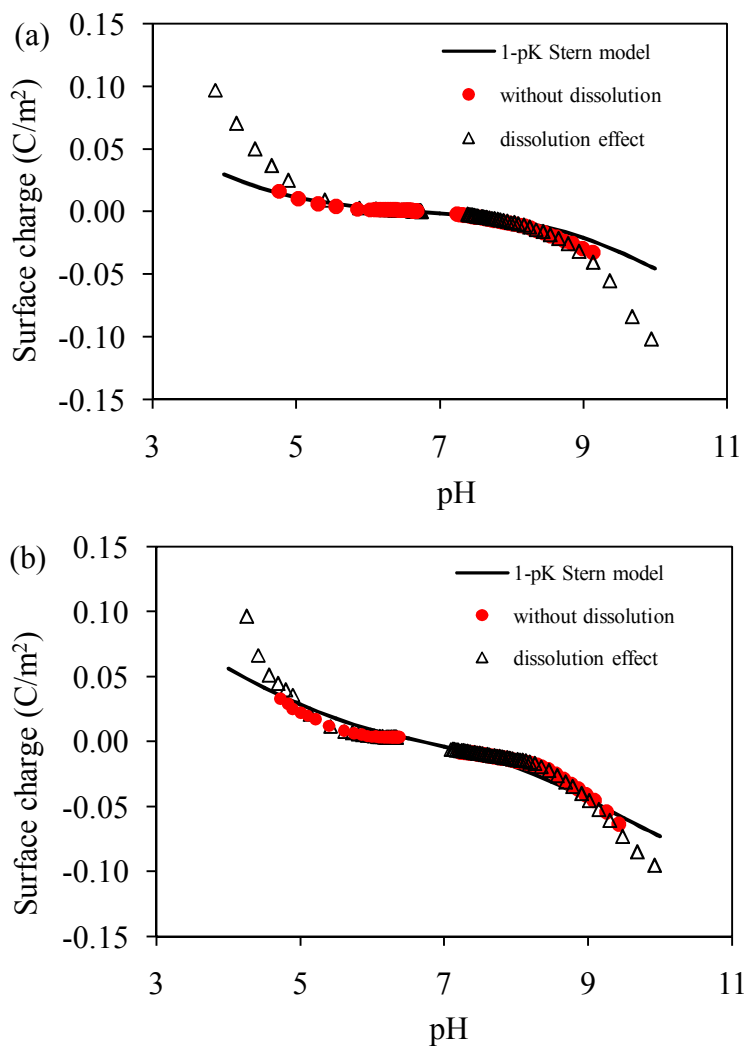 (a)
1-pK Stern model
without dissolution
dissolution effect
Surface charge (C/m²)
0.15
0.10
0.05
0.00
-0.05
-0.10
-0.15
3 5 7 9 11
pH
(b)
1-pK Stern model
without dissolution
dissolution effect
Surface charge (C/m²)
0.15
0.10
0.05
0.00
-0.05
-0.10
-0.15
3 5 7 9 11
pH